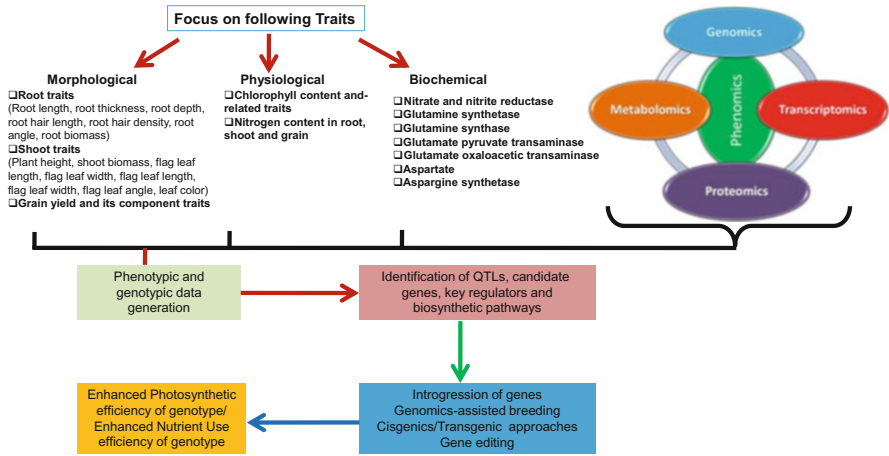 Focus on following Traits
Morphological
❑Root traits
(Root length, root thickness, root depth,
root hair length, root hair density, root
angle, root biomass)
❑Shoot traits
(Plant height, shoot biomass, flag leaf
length, flag leaf width, flag leaf length,
flag leaf width, flag leaf angle, leaf color)
❑Grain yield and its component traits
Physiological
❑Chlorophyll content and-
related traits
❑Nitrogen content in root,
shoot and grain
Biochemical
❑Nitrate and nitrite reductase
❑Glutamine synthetase
❑Glutamine synthase
❑Glutamate pyruvate transaminase
❑Glutamate oxaloacetic transaminase
❑Aspartate
❑Aspargine synthetase
Genomics
Metabolomics
Phenomics
Transcriptomics
Proteomics
Phenotypic and
genotypic data
generation
Identification of QTLs, candidate
genes, key regulators and
biosynthetic pathways
Enhanced Photosynthetic
efficiency of genotype/
Enhanced Nutrient Use
efficiency of genotype
Introgression of genes
Genomics-assisted breeding
Cisgenics/Transgenic approaches
Gene editing